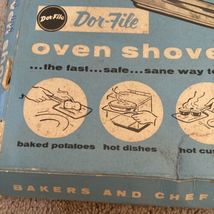 Dor-File Dor-File
oven shove
...the fast...safe...sane way to
baked potatoes hot dishes hot cu
BAKERS AND CHEF